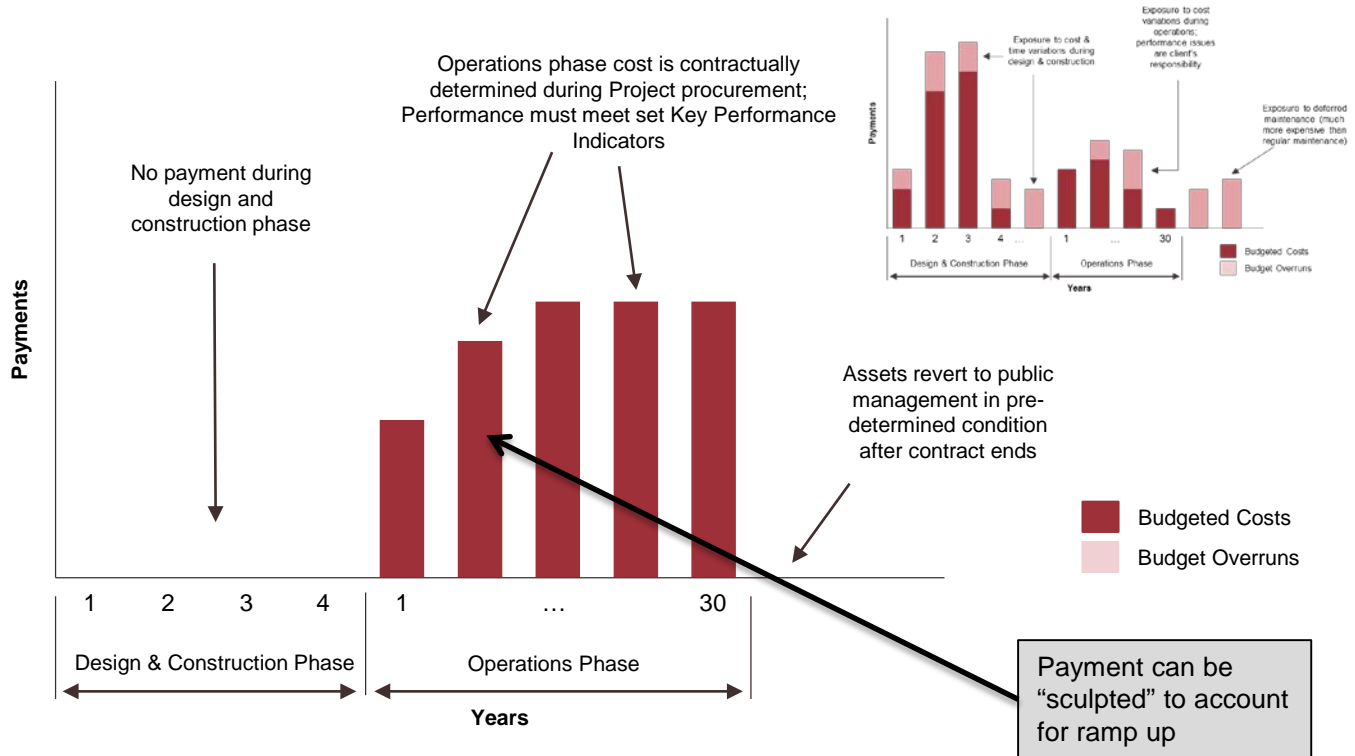 Operations phase cost is contractually
determined during Project procurement;
Performance must meet set Key Performance
Indicators
No payment during
design and
construction phase
Payments
Assets revert to public
management in pre-
determined condition
after contract ends
Budgeted Costs
Budget Overruns
1 2 3 4 1 … 30
Design & Construction Phase Operations Phase
Years
Payment can be
“sculpted” to account
for ramp up
Exposure to cost &
time variations during
design & construction
Exposure to cost
variations during
operations;
performance issues
are client's
responsibility
Exposure to deferred
maintenance (much
more expensive than
regular maintenance)
Payments
1 2 3 4 ... 1 ... 30
Design & Construction Phase Operations Phase
Years
Budgeted Costs
Budget Overruns